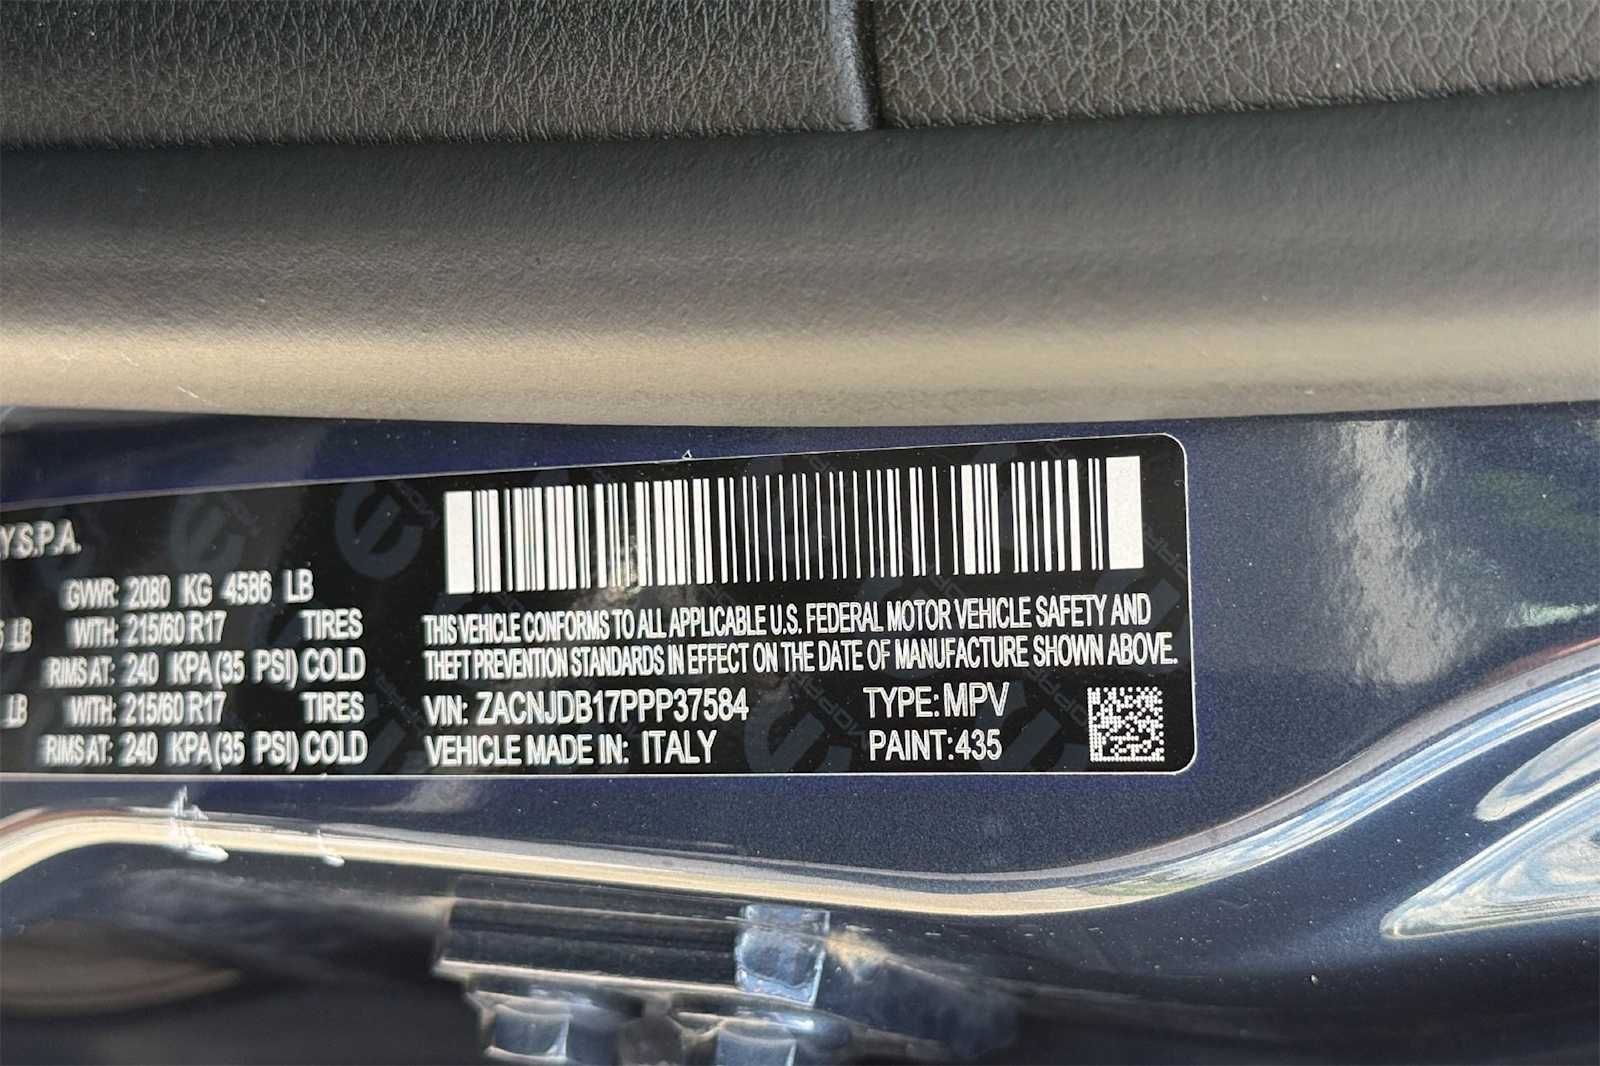 Y S.P.A.
GVWR: 2080 KG 4586 LB
LB WITH: 215/60 R17 TIRES
RIMS AT: 240 KPA(35 PSI) COLD
LB WITH: 215/60 R17 TIRES
RIMS AT: 240 KPA(35 PSI) COLD
THIS VEHICLE CONFORMS TO ALL APPLICABLE U.S. FEDERAL MOTOR VEHICLE SAFETY AND
THEFT PREVENTION STANDARDS IN EFFECT ON THE DATE OF MANUFACTURE SHOWN ABOVE.
VIN: ZACNJDB17PPP37584 TYPE: MPV
VEHICLE MADE IN: ITALY PAINT: 435